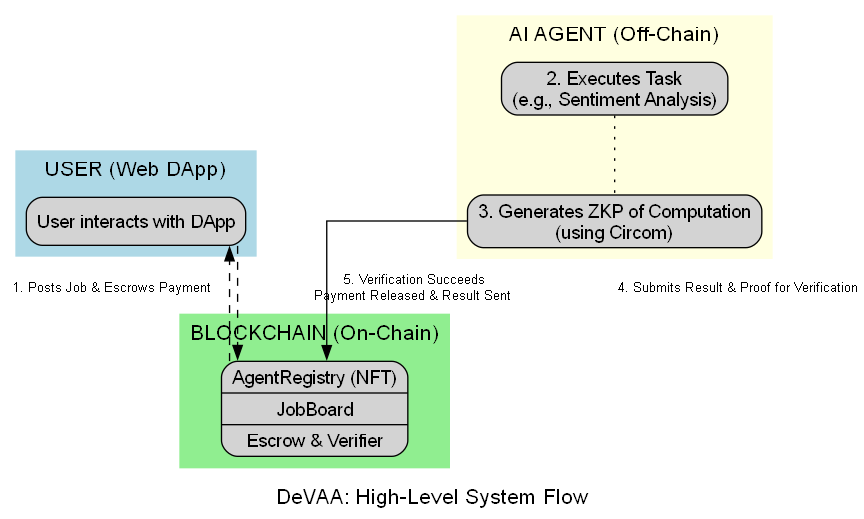 AI AGENT (Off-Chain)
2. Executes Task
(e.g., Sentiment Analysis)
USER (Web DApp)
User interacts with DApp
3. Generates ZKP of Computation
(using Circom)
1. Posts Job & Escrows Payment
5. Verification Succeeds
Payment Released & Result Sent
4. Submits Result & Proof for Verification
BLOCKCHAIN (On-Chain)
AgentRegistry (NFT)
JobBoard
Escrow & Verifier
DeVAA: High-Level System Flow